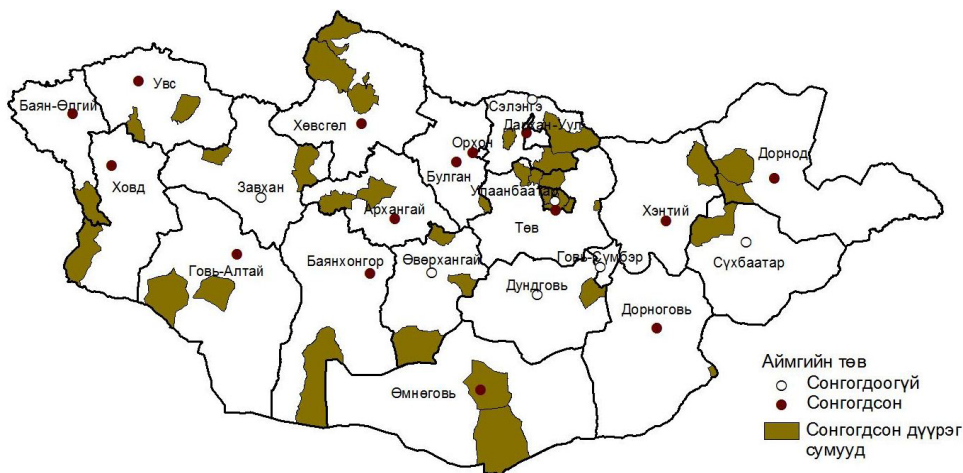 Увс
Баян-Өлгий
Сэлэнгэ
Хөвсгөл
Дархан-Уул
Орхон
Дорнод
Ховд
Завхан
Булган
Улаанбаатар
Архангай
Төв
Хэнтий
Говь-Алтай
Баянхонгор
Өвөрхангай
Говь-Сүмбэр
Сүхбаатар
Дундговь
Дорноговь
Өмнөговь
Аймгийн төв
Сонгогдоогүй
Сонгогдсон
Сонгогдсон дүүрэг
сумууд